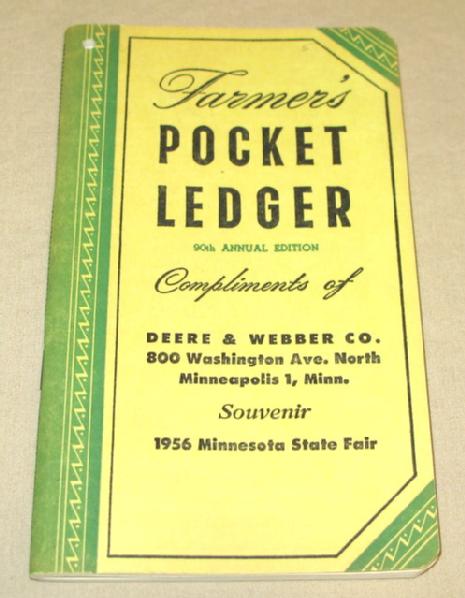 Farmer's
POCKET
LEDGER
90th ANNUAL EDITION
Compliments of
DEERE & WEBBER CO.
800 Washington Ave. North
Minneapolis 1, Minn.
Souvenir
1956 Minnesota State Fair